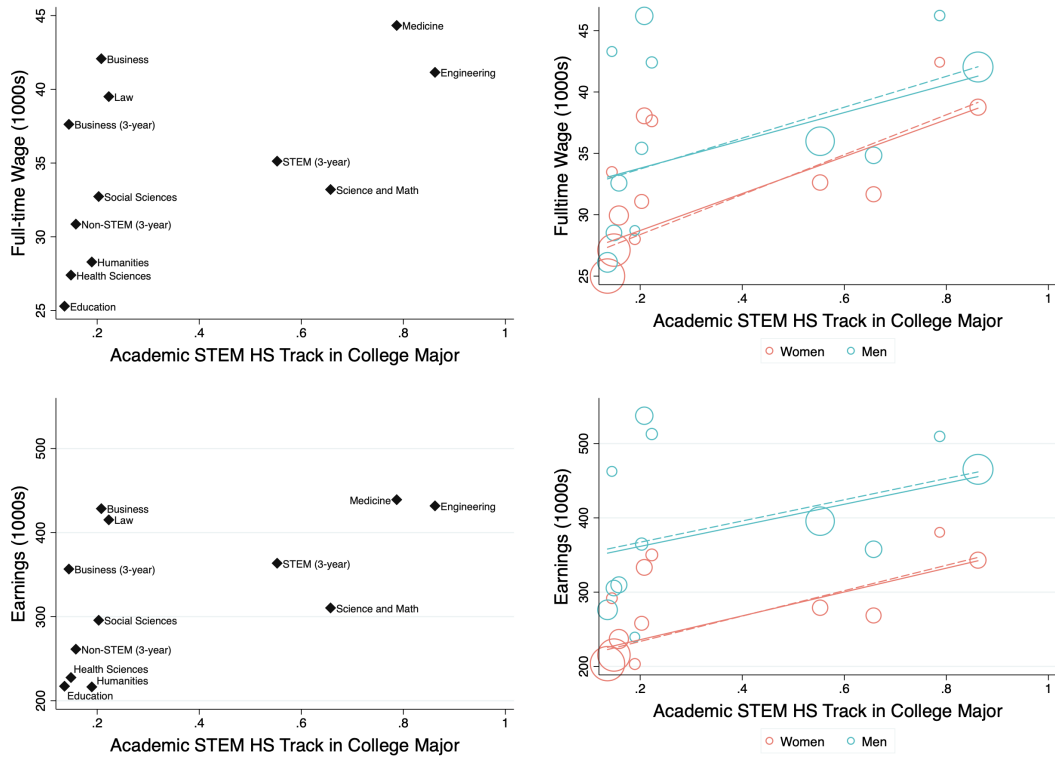 Full-time Wage (1000s)
45
40
35
30
25
Medicine
Business
Engineering
Law
Business (3-year)
STEM (3-year)
Science and Math
Social Sciences
Non-STEM (3-year)
Humanities
Health Sciences
Education
.2 .4 .6 .8 1
Academic STEM HS Track in College Major
Fulltime Wage (1000s)
45
40
35
30
25
.2 .4 .6 .8 1
Academic STEM HS Track in College Major
Women Men
Earnings (1000s)
500
400
300
200
Medicine
Engineering
Business
Law
Business (3-year)
STEM (3-year)
Science and Math
Social Sciences
Non-STEM (3-year)
Health Sciences
Humanities
Education
.2 .4 .6 .8 1
Academic STEM HS Track in College Major
Earnings (1000s)
500
400
300
200
.2 .4 .6 .8 1
Academic STEM HS Track in College Major
Women Men